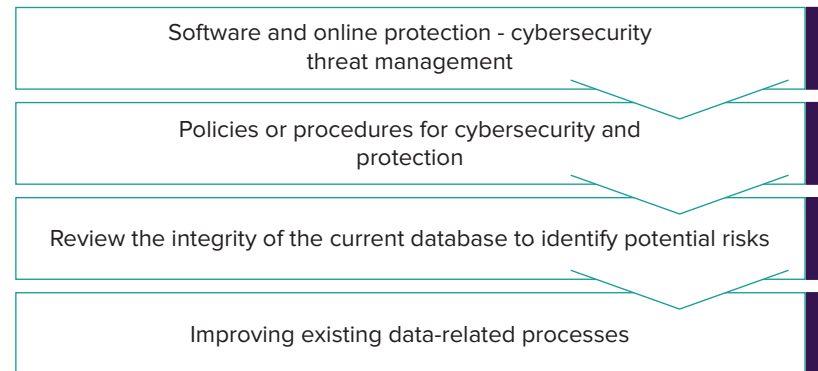 Software and online protection - cybersecurity
threat management
Policies or procedures for cybersecurity and
protection
Review the integrity of the current database to identify potential risks
Improving existing data-related processes